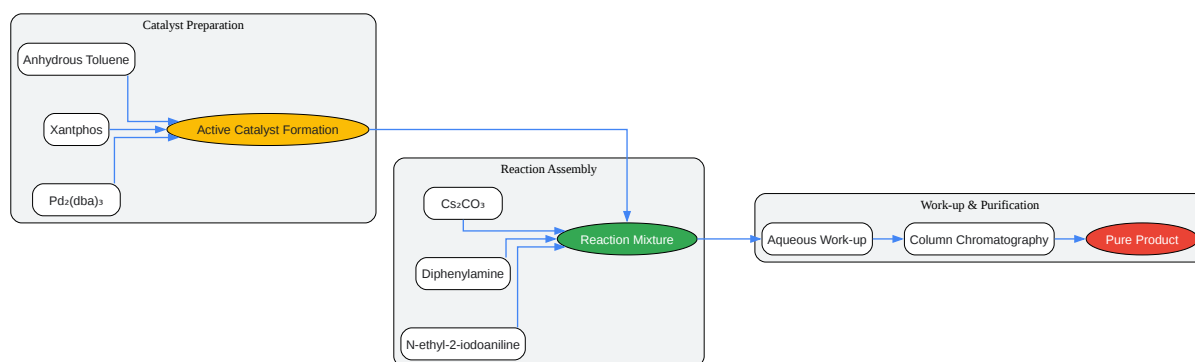 Catalyst Preparation
Anhydrous Toluene
Xantphos
Active Catalyst Formation
Pd₂(dba)₃
Reaction Assembly
Cs₂CO₃
Reaction Mixture
Diphenylamine
N-ethyl-2-iodoaniline
Work-up & Purification
Aqueous Work-up
Column Chromatography
Pure Product